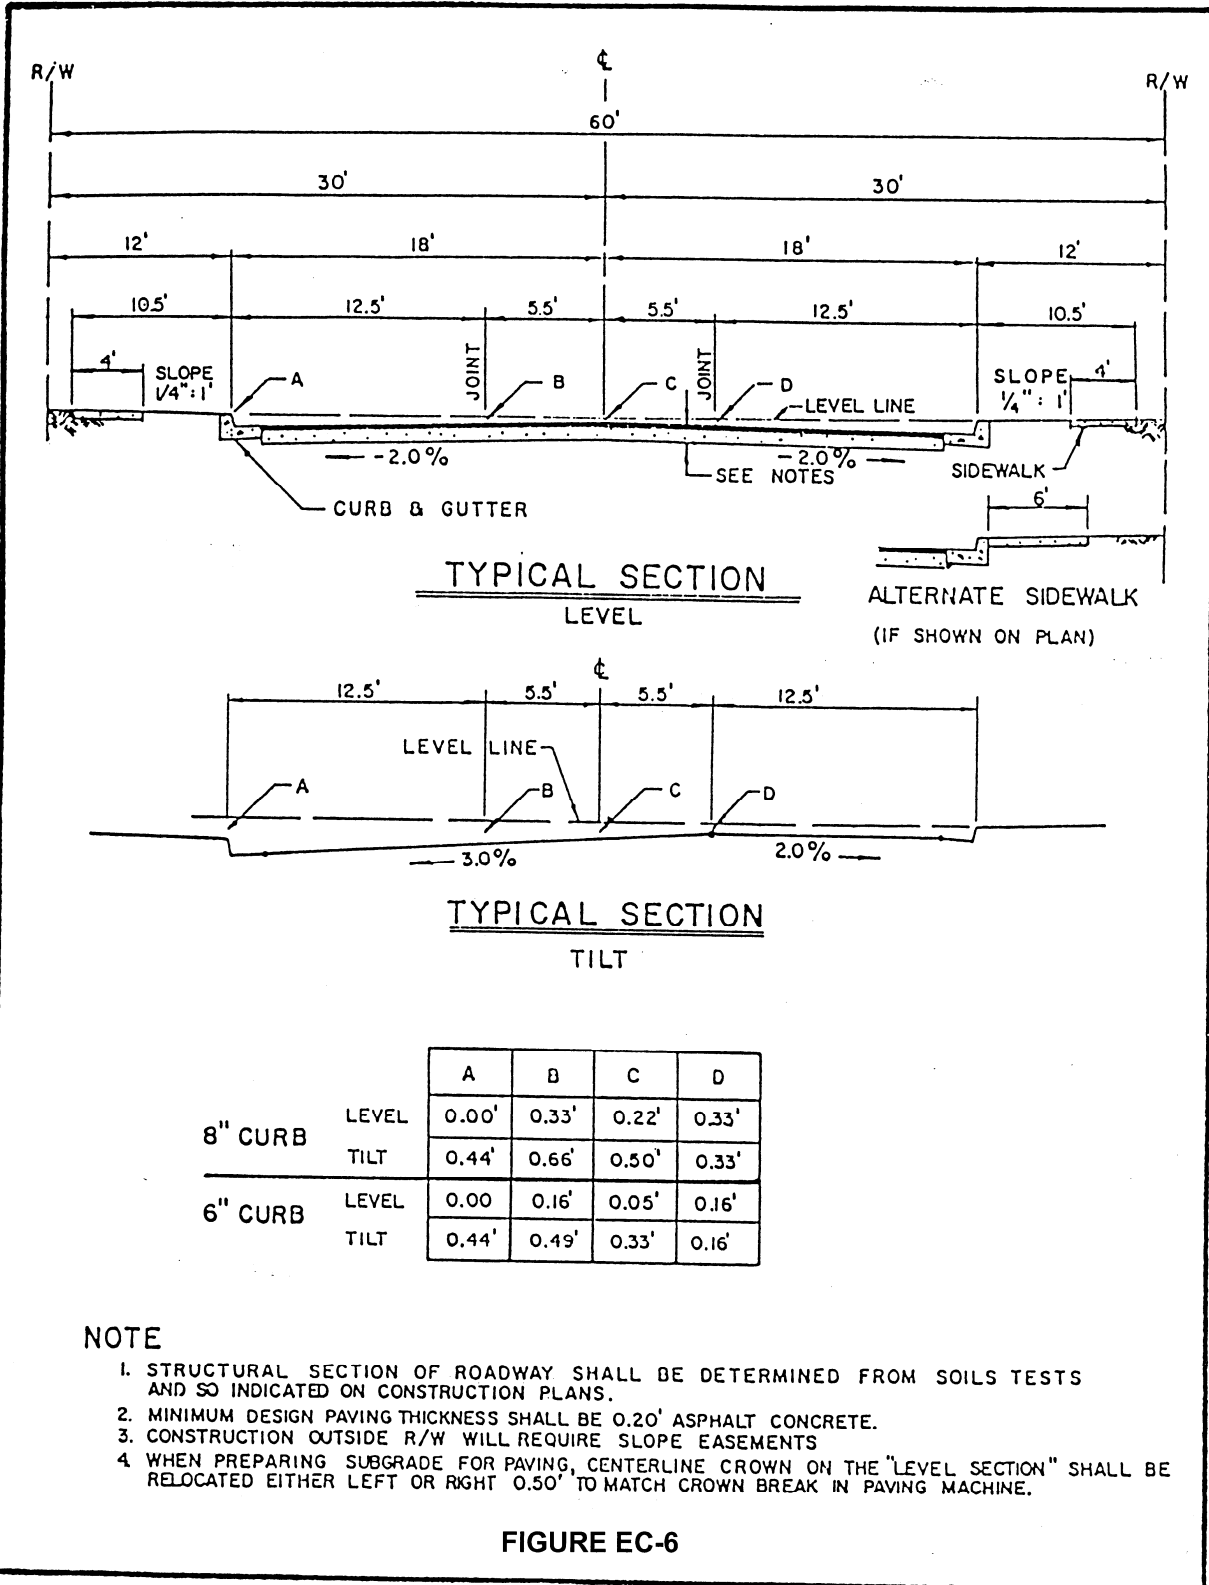 R/W ℄ R/W
60'
30' 30'
12' 18' 18' 12'
10.5' 12.5' 5.5' 5.5' 12.5' 10.5'
4' SLOPE 1/4" : 1' A JOINT B C JOINT D LEVEL LINE SLOPE 1/4" : 1' 4'
-2.0% -2.0%
SEE NOTES SIDEWALK
CURB & GUTTER 6'
TYPICAL SECTION
LEVEL
ALTERNATE SIDEWALK
(IF SHOWN ON PLAN)
℄
12.5' 5.5' 5.5' 12.5'
LEVEL LINE
A B C D
3.0% 2.0%
TYPICAL SECTION
TILT
A B C D
8" CURB LEVEL 0.00' 0.33' 0.22' 0.33'
TILT 0.44' 0.66' 0.50' 0.33'
6" CURB LEVEL 0.00 0.16' 0.05' 0.16'
TILT 0.44' 0.49' 0.33' 0.16'
NOTE
1. STRUCTURAL SECTION OF ROADWAY SHALL BE DETERMINED FROM SOILS TESTS
AND SO INDICATED ON CONSTRUCTION PLANS.
2. MINIMUM DESIGN PAVING THICKNESS SHALL BE 0.20' ASPHALT CONCRETE.
3. CONSTRUCTION OUTSIDE R/W WILL REQUIRE SLOPE EASEMENTS
4. WHEN PREPARING SUBGRADE FOR PAVING, CENTERLINE CROWN ON THE "LEVEL SECTION" SHALL BE
RELOCATED EITHER LEFT OR RIGHT 0.50' TO MATCH CROWN BREAK IN PAVING MACHINE.
FIGURE EC-6